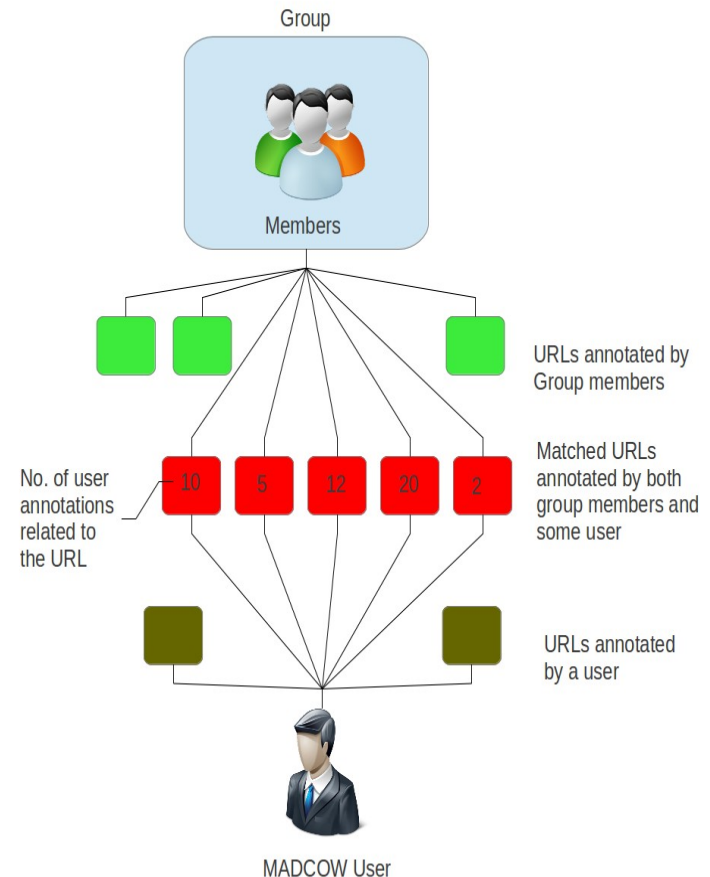 Group
Members
URLs annotated by
Group members
Matched URLs
annotated by both
group members and
some user
No. of user
annotations
related to
the URL
10
5
12
20
2
URLs annotated
by a user
MADCOW User